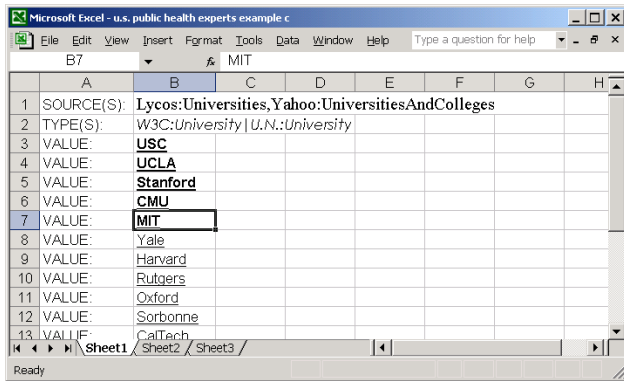 Microsoft Excel - u.s. public health experts example c
File Edit View Insert Format Tools Data Window Help Type a question for help
B7 fx MIT
A B C D E F G H
1 SOURCE(S): Lycos:Universities,Yahoo:UniversitiesAndColleges
2 TYPE(S): W3C:University|U.N.:University
3 VALUE: USC
4 VALUE: UCLA
5 VALUE: Stanford
6 VALUE: CMU
7 VALUE: MIT
8 VALUE: Yale
9 VALUE: Harvard
10 VALUE: Rutgers
11 VALUE: Oxford
12 VALUE: Sorbonne
13 VALUE: CalTech
Sheet1 Sheet2 Sheet3
Ready